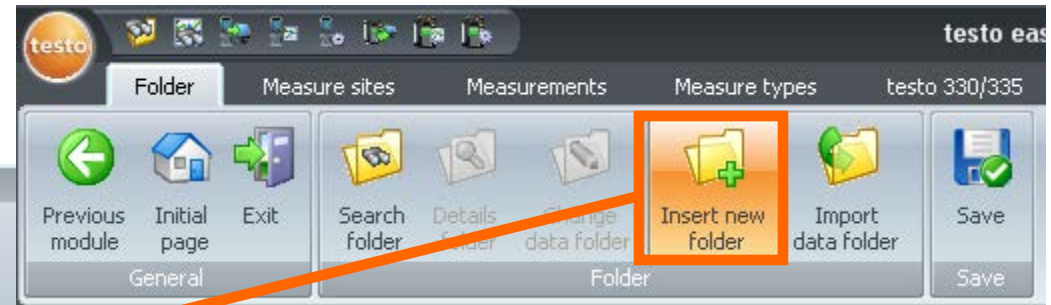 testo
testo eas
Folder
Measure sites
Measurements
Measure types
testo 330/335
Previous module
Initial page
Exit
Search folder
Details folder
Change data folder
Insert new folder
Import data folder
Save
General
Folder
Save